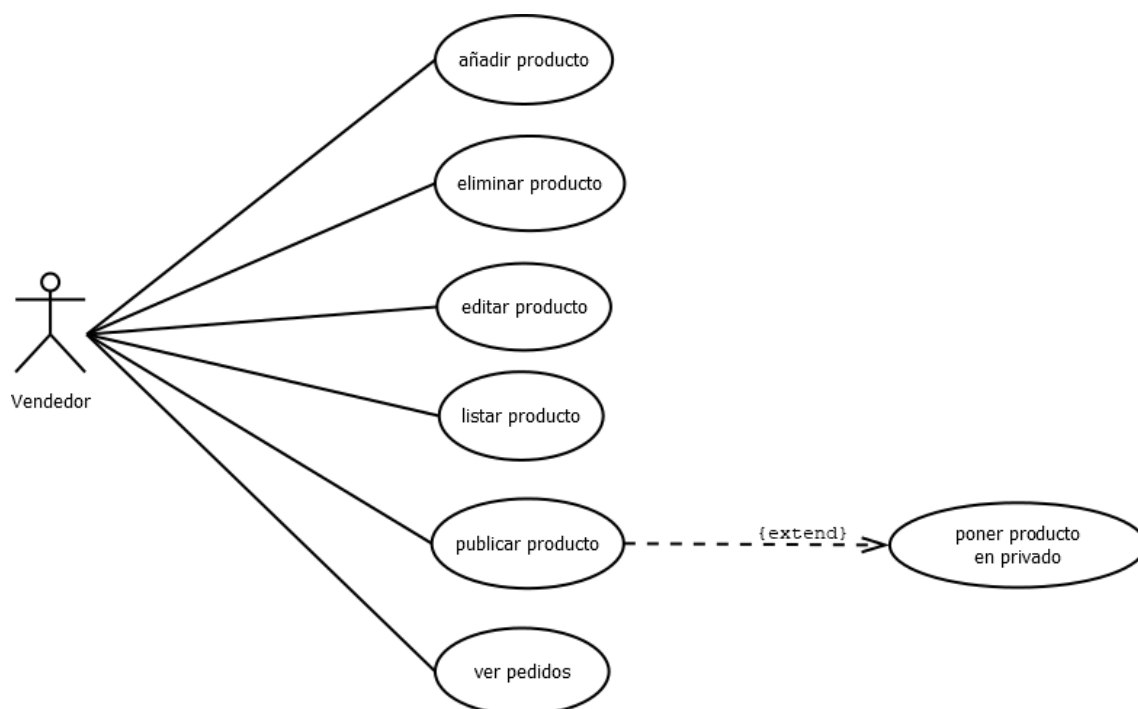 añadir producto
eliminar producto
editar producto
Vendedor
listar producto
publicar producto
{extend}
poner producto
en privado
ver pedidos